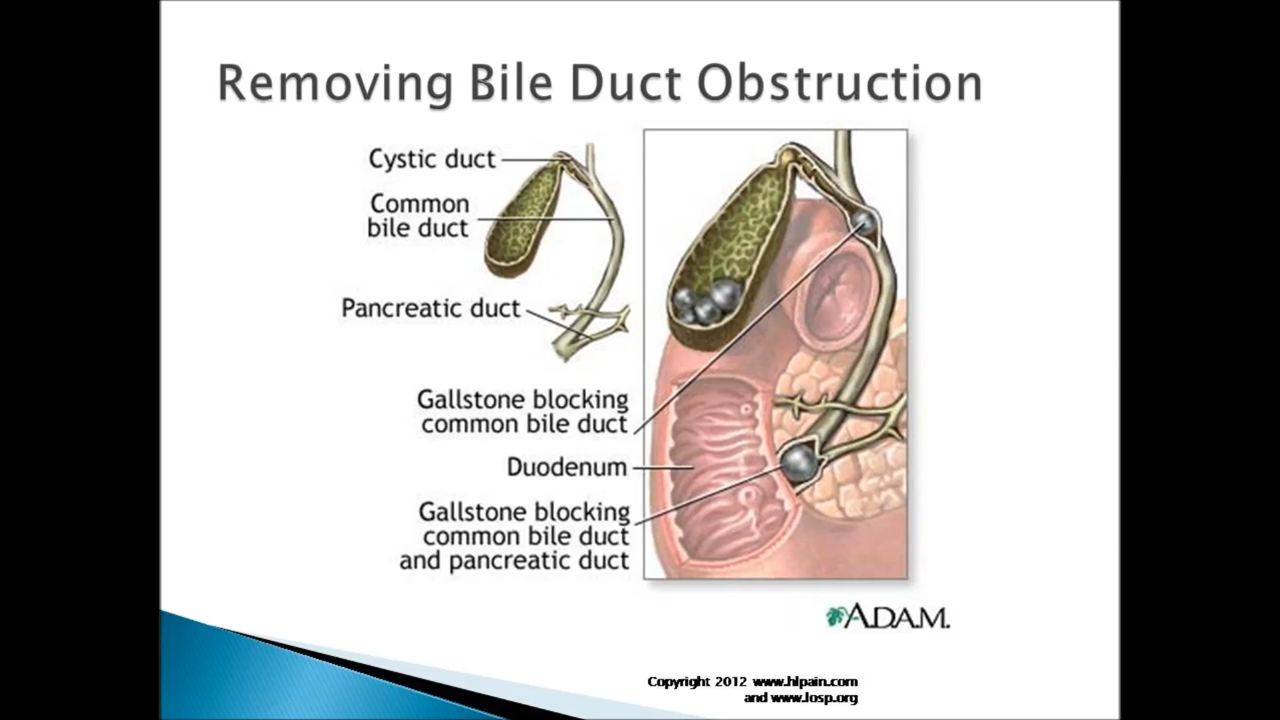 Removing Bile Duct Obstruction
Cystic duct
Common
bile duct
Pancreatic duct
Gallstone blocking
common bile duct
Duodenum
Gallstone blocking
common bile duct
and pancreatic duct
A.D.A.M.
Copyright 2012 www.hlpain.com
and www.losp.org